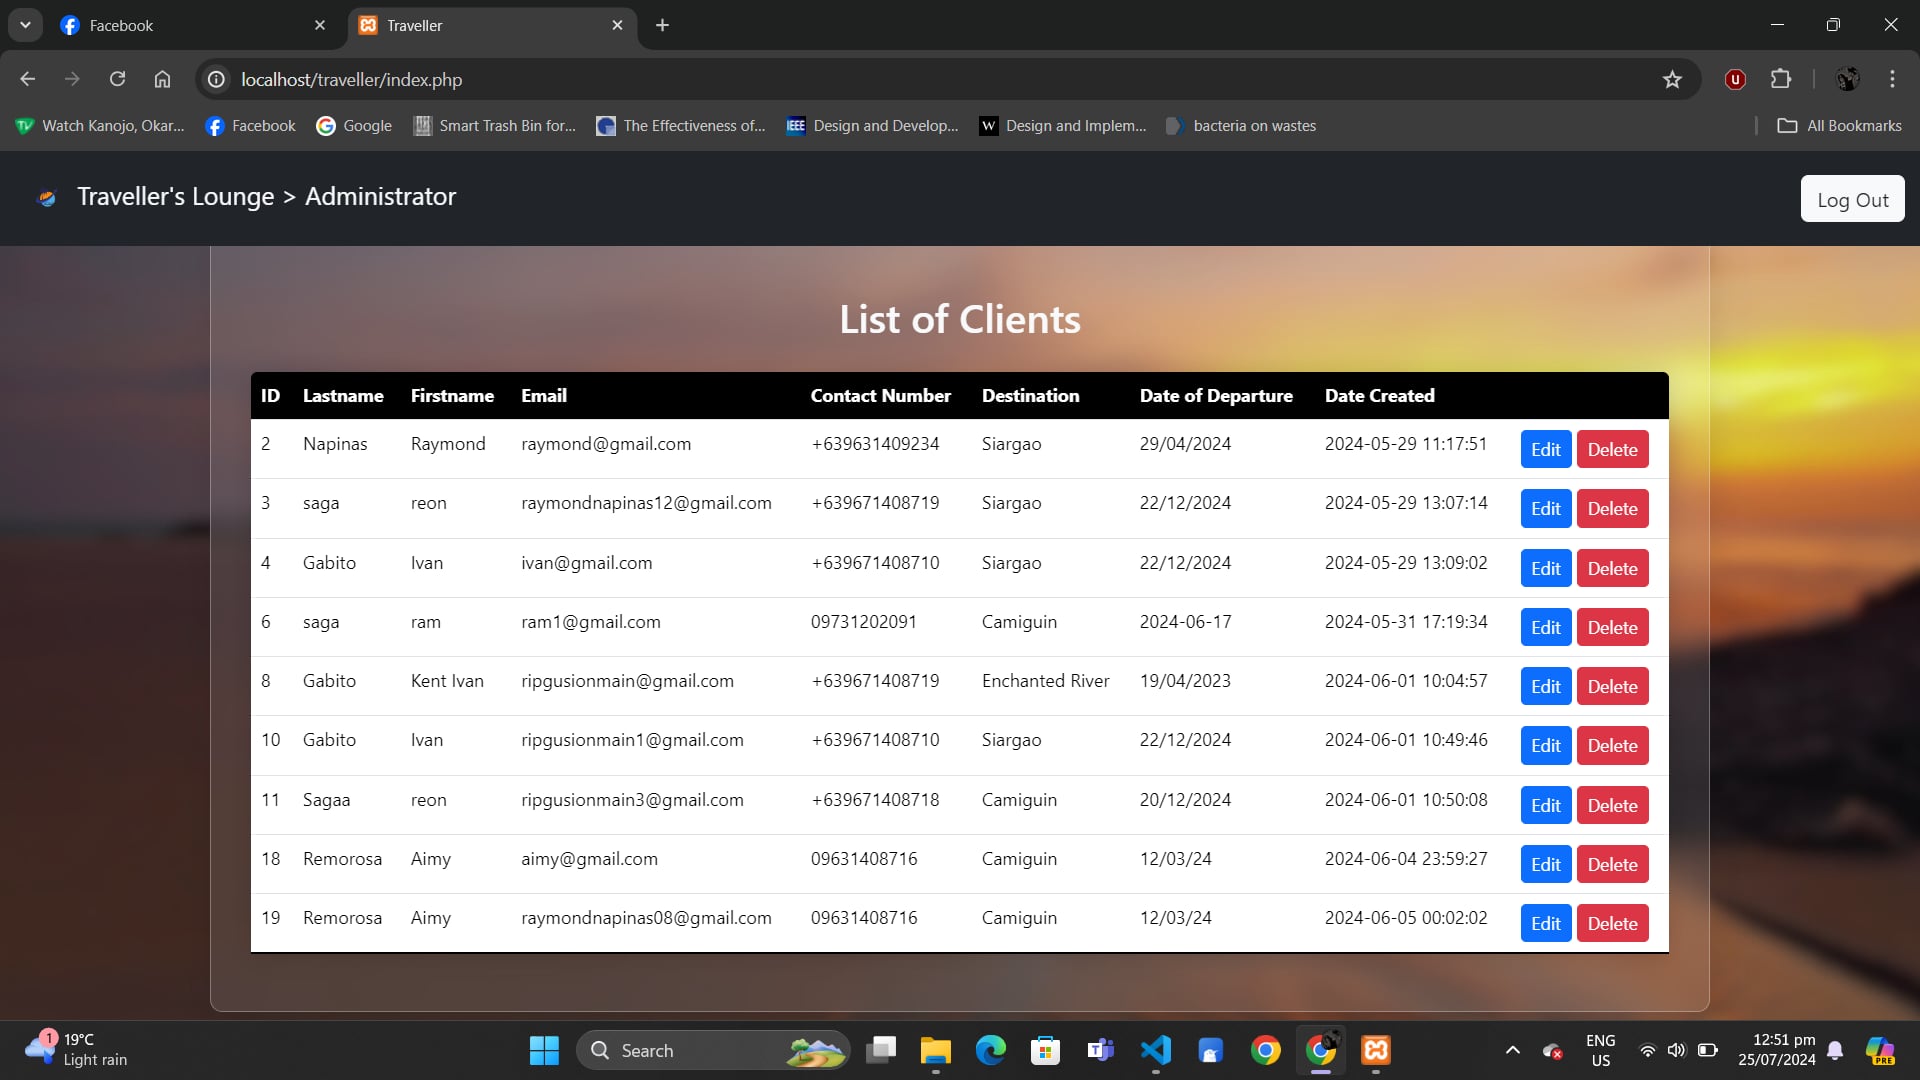 Facebook
Traveller
localhost/traveller/index.php
Watch Kanojo, Okar... Facebook Google Smart Trash Bin for... The Effectiveness of... IEEE Design and Develop... W Design and Implem... bacteria on wastes All Bookmarks
Traveller's Lounge > Administrator
Log Out
List of Clients
ID Lastname Firstname Email Contact Number Destination Date of Departure Date Created
2 Napinas Raymond raymond@gmail.com +639631409234 Siargao 29/04/2024 2024-05-29 11:17:51 Edit Delete
3 saga reon raymondnapinas12@gmail.com +639671408719 Siargao 22/12/2024 2024-05-29 13:07:14 Edit Delete
4 Gabito Ivan ivan@gmail.com +639671408710 Siargao 22/12/2024 2024-05-29 13:09:02 Edit Delete
6 saga ram ram1@gmail.com 09731202091 Camiguin 2024-06-17 2024-05-31 17:19:34 Edit Delete
8 Gabito Kent Ivan ripgusionmain@gmail.com +639671408719 Enchanted River 19/04/2023 2024-06-01 10:04:57 Edit Delete
10 Gabito Ivan ripgusionmain1@gmail.com +639671408710 Siargao 22/12/2024 2024-06-01 10:49:46 Edit Delete
11 Sagaa reon ripgusionmain3@gmail.com +639671408718 Camiguin 20/12/2024 2024-06-01 10:50:08 Edit Delete
18 Remorosa Aimy aimy@gmail.com 09631408716 Camiguin 12/03/24 2024-06-04 23:59:27 Edit Delete
19 Remorosa Aimy raymondnapinas08@gmail.com 09631408716 Camiguin 12/03/24 2024-06-05 00:02:02 Edit Delete
1 19°C
Light rain
Search
ENG
US
12:51 pm
25/07/2024
PRE